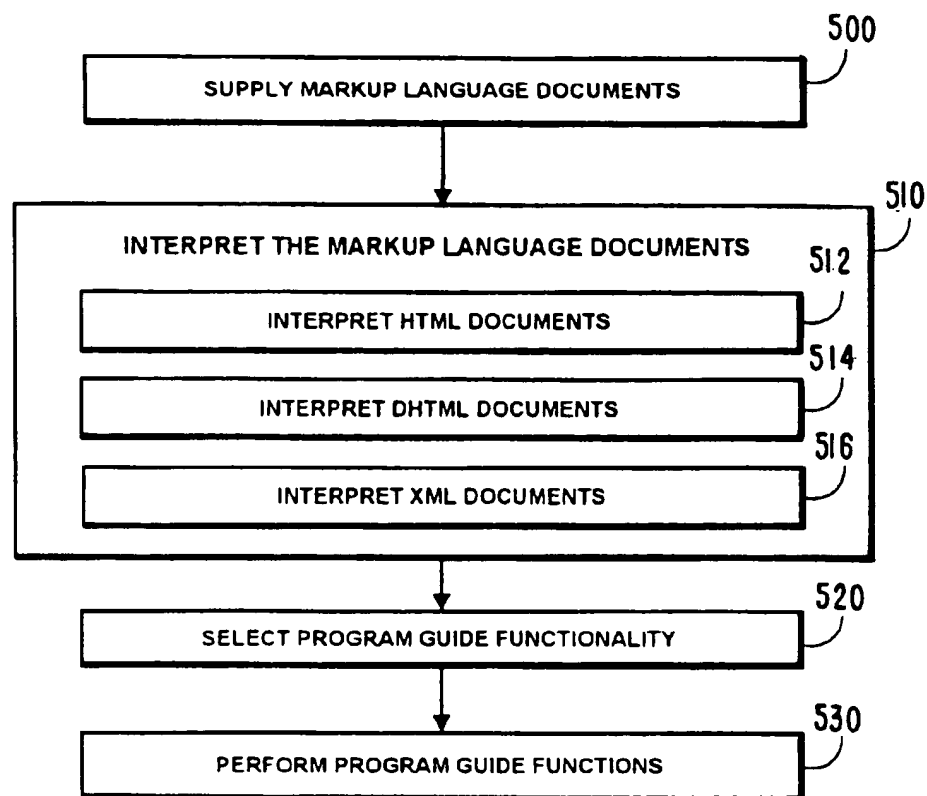 500
SUPPLY MARKUP LANGUAGE DOCUMENTS
510
INTERPRET THE MARKUP LANGUAGE DOCUMENTS
512
INTERPRET HTML DOCUMENTS
514
INTERPRET DHTML DOCUMENTS
516
INTERPRET XML DOCUMENTS
520
SELECT PROGRAM GUIDE FUNCTIONALITY
530
PERFORM PROGRAM GUIDE FUNCTIONS